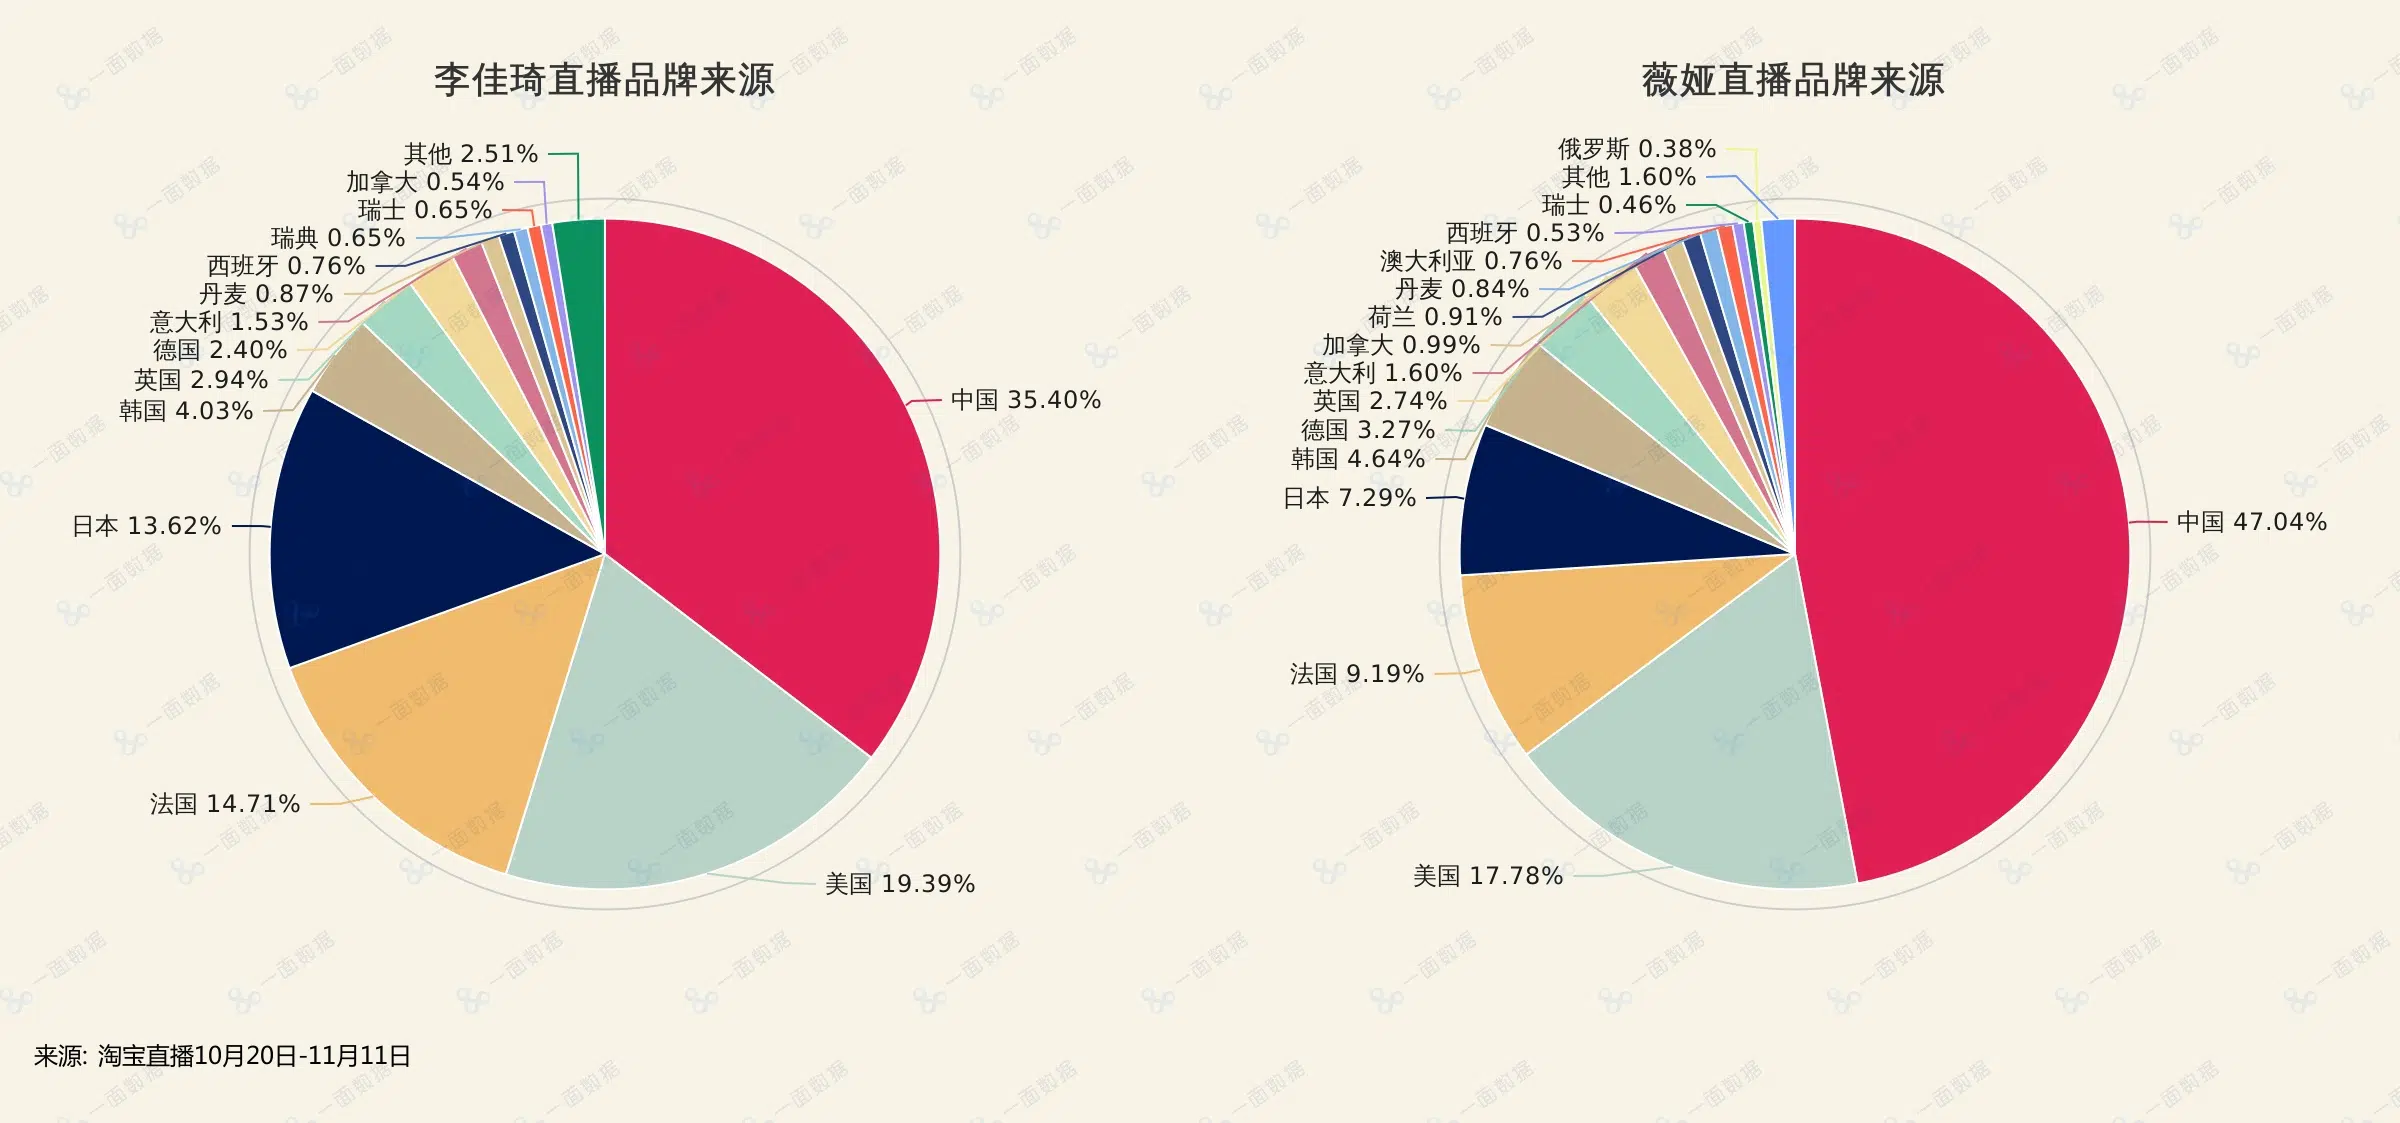 李佳琦直播品牌来源
其他 2.51%
加拿大 0.54%
瑞士 0.65%
瑞典 0.65%
西班牙 0.76%
丹麦 0.87%
意大利 1.53%
德国 2.40%
英国 2.94%
韩国 4.03%
日本 13.62%
法国 14.71%
美国 19.39%
中国 35.40%
薇娅直播品牌来源
俄罗斯 0.38%
其他 1.60%
瑞士 0.46%
西班牙 0.53%
澳大利亚 0.76%
丹麦 0.84%
荷兰 0.91%
加拿大 0.99%
意大利 1.60%
英国 2.74%
德国 3.27%
韩国 4.64%
日本 7.29%
法国 9.19%
美国 17.78%
中国 47.04%
来源: 淘宝直播10月20日-11月11日
一面数据